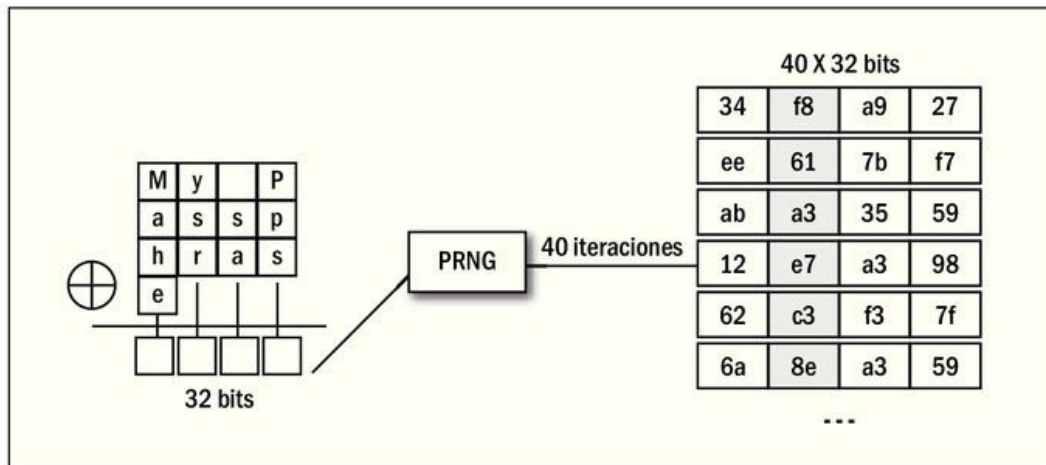 40 X 32 bits
34 f8 a9 27
ee 61 7b f7
ab a3 35 59
12 e7 a3 98
62 c3 f3 7f
6a 8e a3 59
---
M y P
a s s p
h r a s
e
32 bits
PRNG
40 iteraciones